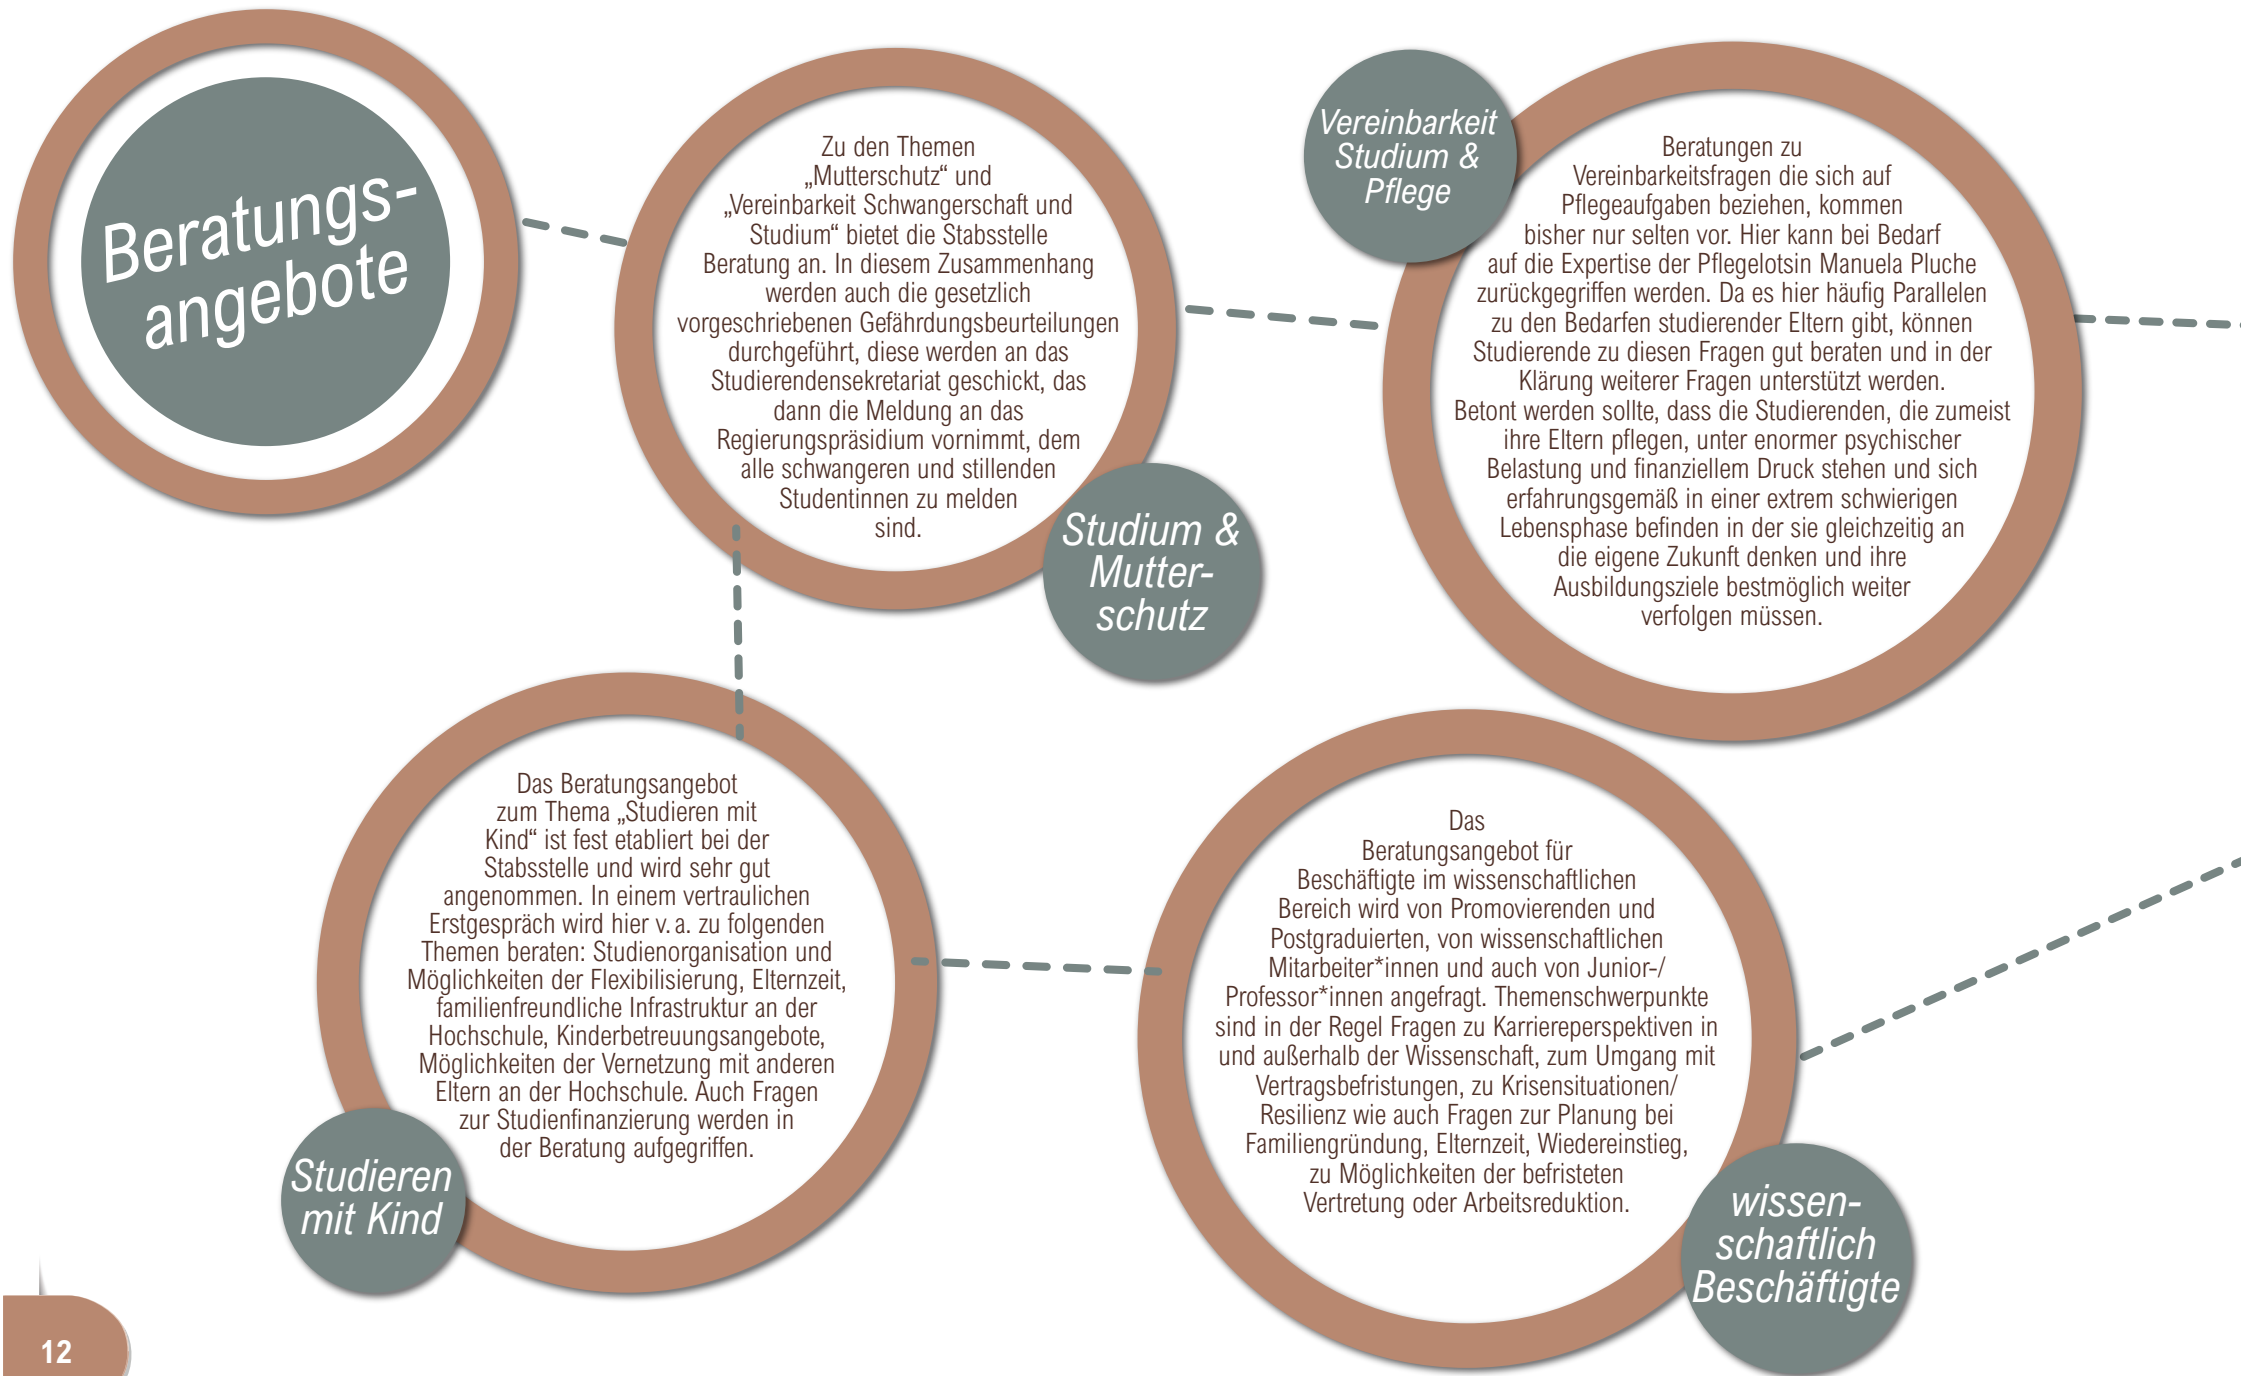 Beratungs-
angebote
Zu den Themen
„Mutterschutz“ und
„Vereinbarkeit Schwangerschaft und
Studium“ bietet die Stabsstelle
Beratung an. In diesem Zusammenhang
werden auch die gesetzlich
vorgeschriebenen Gefährdungsbeurteilungen
durchgeführt, diese werden an das
Studierendensekretariat geschickt, das
dann die Meldung an das
Regierungspräsidium vornimmt, dem
alle schwangeren und stillenden
Studentinnen zu melden
sind.
Studium &
Mutter-
schutz
Vereinbarkeit
Studium &
Pflege
Beratungen zu
Vereinbarkeitsfragen die sich auf
Pflegeaufgaben beziehen, kommen
bisher nur selten vor. Hier kann bei Bedarf
auf die Expertise der Pflegelotsin Manuela Pluche
zurückgegriffen werden. Da es hier häufig Parallelen
zu den Bedarfen studierender Eltern gibt, können
Studierende zu diesen Fragen gut beraten und in der
Klärung weiterer Fragen unterstützt werden.
Betont werden sollte, dass die Studierenden, die zumeist
ihre Eltern pflegen, unter enormer psychischer
Belastung und finanziellem Druck stehen und sich
erfahrungsgemäß in einer extrem schwierigen
Lebensphase befinden in der sie gleichzeitig an
die eigene Zukunft denken und ihre
Ausbildungsziele bestmöglich weiter
verfolgen müssen.
Das Beratungsangebot
zum Thema „Studieren mit
Kind“ ist fest etabliert bei der
Stabsstelle und wird sehr gut
angenommen. In einem vertraulichen
Erstgespräch wird hier v. a. zu folgenden
Themen beraten: Studienorganisation und
Möglichkeiten der Flexibilisierung, Elternzeit,
familienfreundliche Infrastruktur an der
Hochschule, Kinderbetreuungsangebote,
Möglichkeiten der Vernetzung mit anderen
Eltern an der Hochschule. Auch Fragen
zur Studienfinanzierung werden in
der Beratung aufgegriffen.
Studieren
mit Kind
Das
Beratungsangebot für
Beschäftigte im wissenschaftlichen
Bereich wird von Promovierenden und
Postgraduierten, von wissenschaftlichen
Mitarbeiter*innen und auch von Junior-/
Professor*innen angefragt. Themenschwerpunkte
sind in der Regel Fragen zu Karriereperspektiven in
und außerhalb der Wissenschaft, zum Umgang mit
Vertragsbefristungen, zu Krisensituationen/
Resilienz wie auch Fragen zur Planung bei
Familiengründung, Elternzeit, Wiedereinstieg,
zu Möglichkeiten der befristeten
Vertretung oder Arbeitsreduktion.
wissen-
schaftlich
Beschäftigte
12